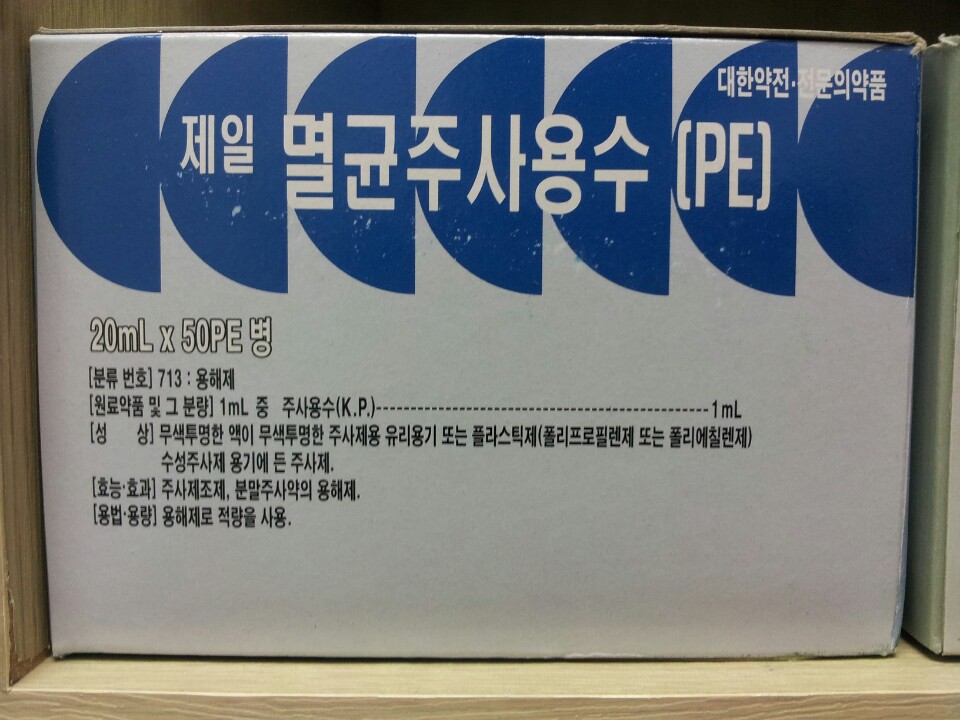 대한약전·전문의약품
제일 멸균주사용수 (PE)
20mL x 50PE 병
[분류 번호] 713 : 용해제
[원료약품 및 그 분량] 1mL 중 주사용수(K.P.)--------------------------------------------------1mL
[성 상] 무색투명한 액이 무색투명한 주사제용 유리용기 또는 플라스틱제(폴리프로필렌제 또는 폴리에칠렌제)
수성주사제 용기에 든 주사제.
[효능·효과] 주사제조제, 분말주사약의 용해제.
[용법·용량] 용해제로 적량을 사용.